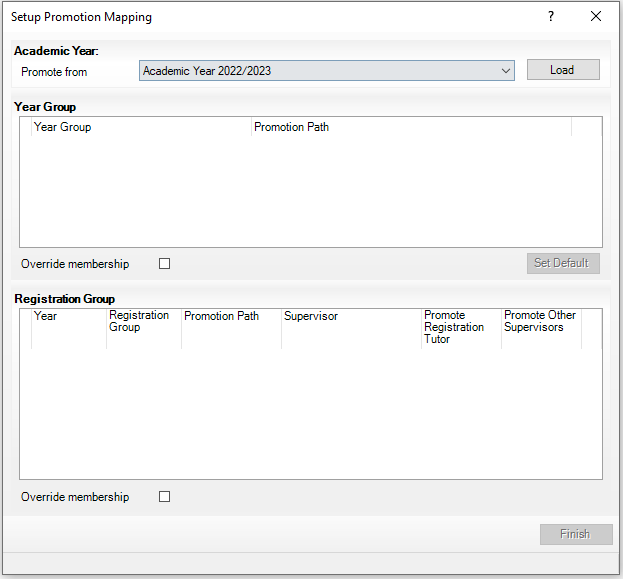 Setup Promotion Mapping
?
Academic Year:
Promote from
Academic Year 2022/2023
Load
Year Group
Year Group
Promotion Path
Override membership
Set Default
Registration Group
Year
Registration
Group
Promotion Path
Supervisor
Promote
Registration
Tutor
Promote Other
Supervisors
Override membership
Finish